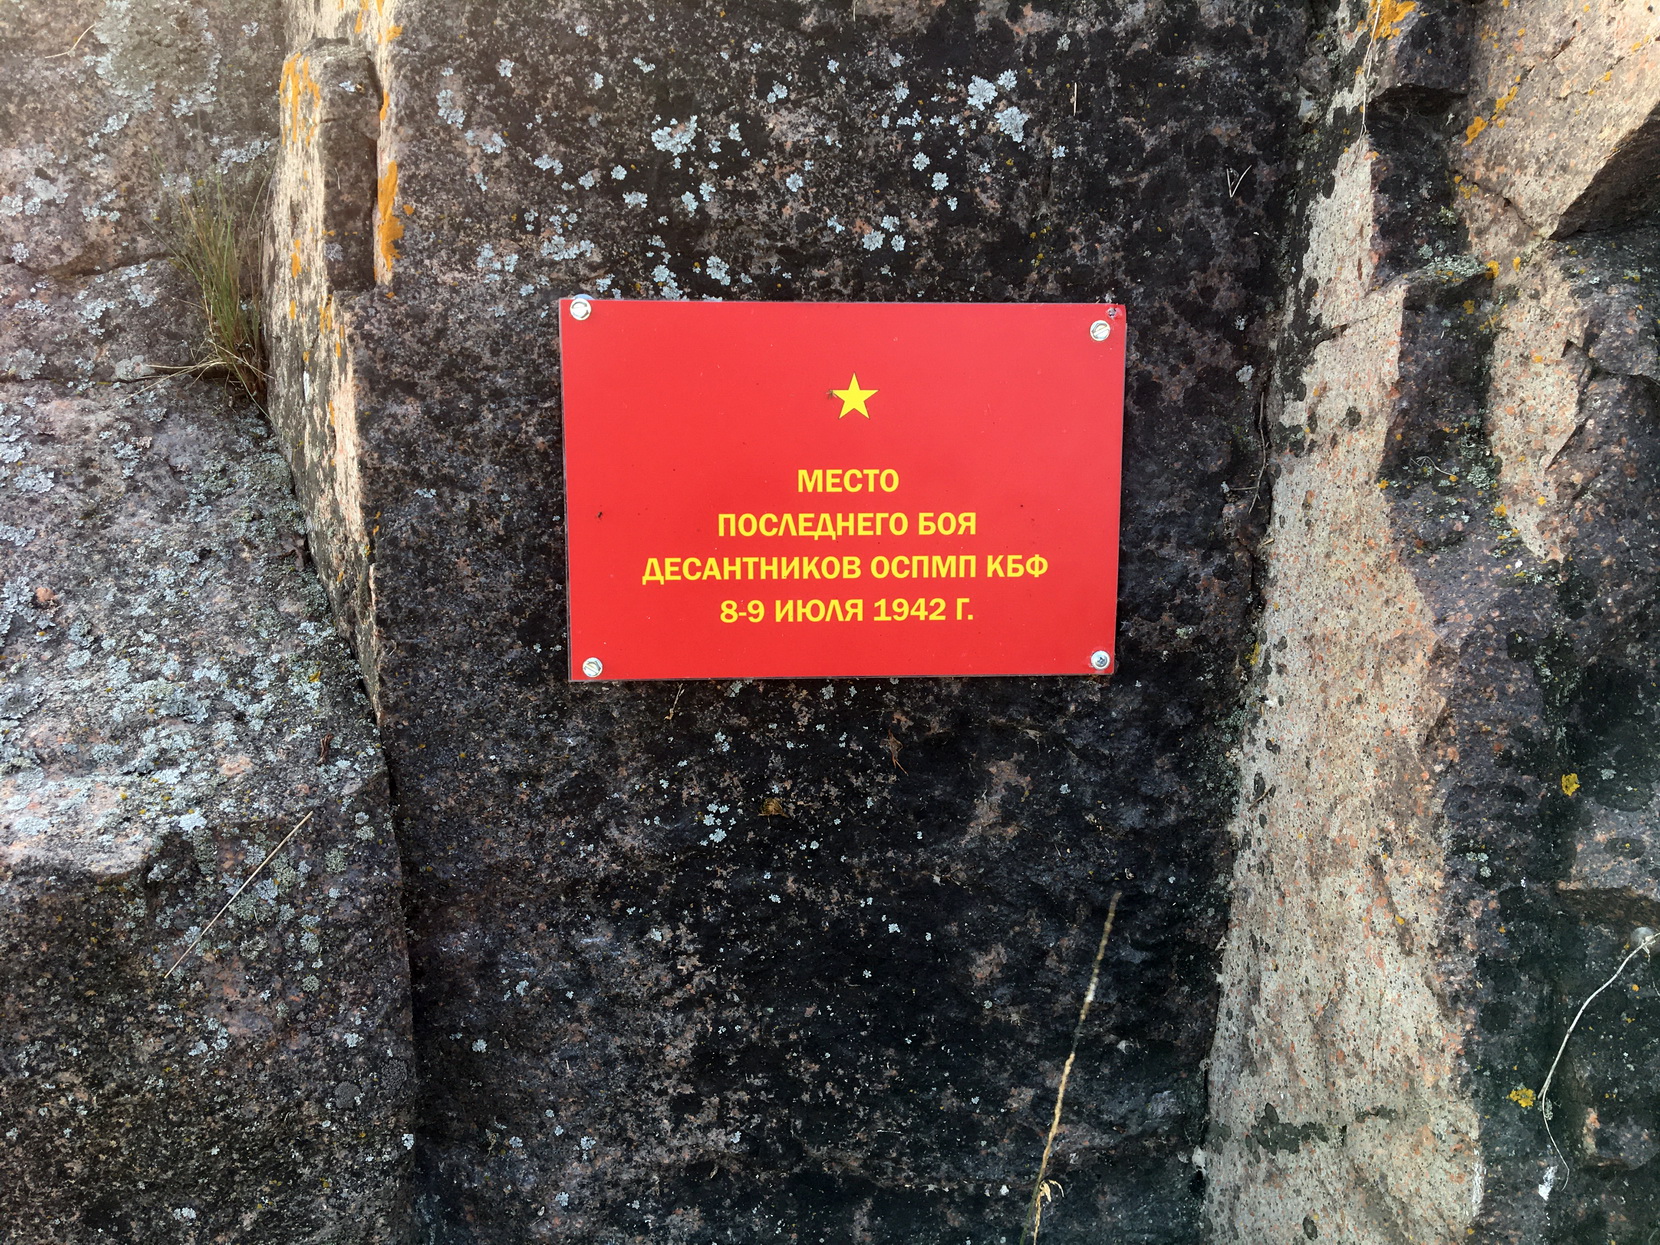 МЕСТО
ПОСЛЕДНЕГО БОЯ
ДЕСАНТНИКОВ ОСПМП КБФ
8-9 ИЮЛЯ 1942 Г.